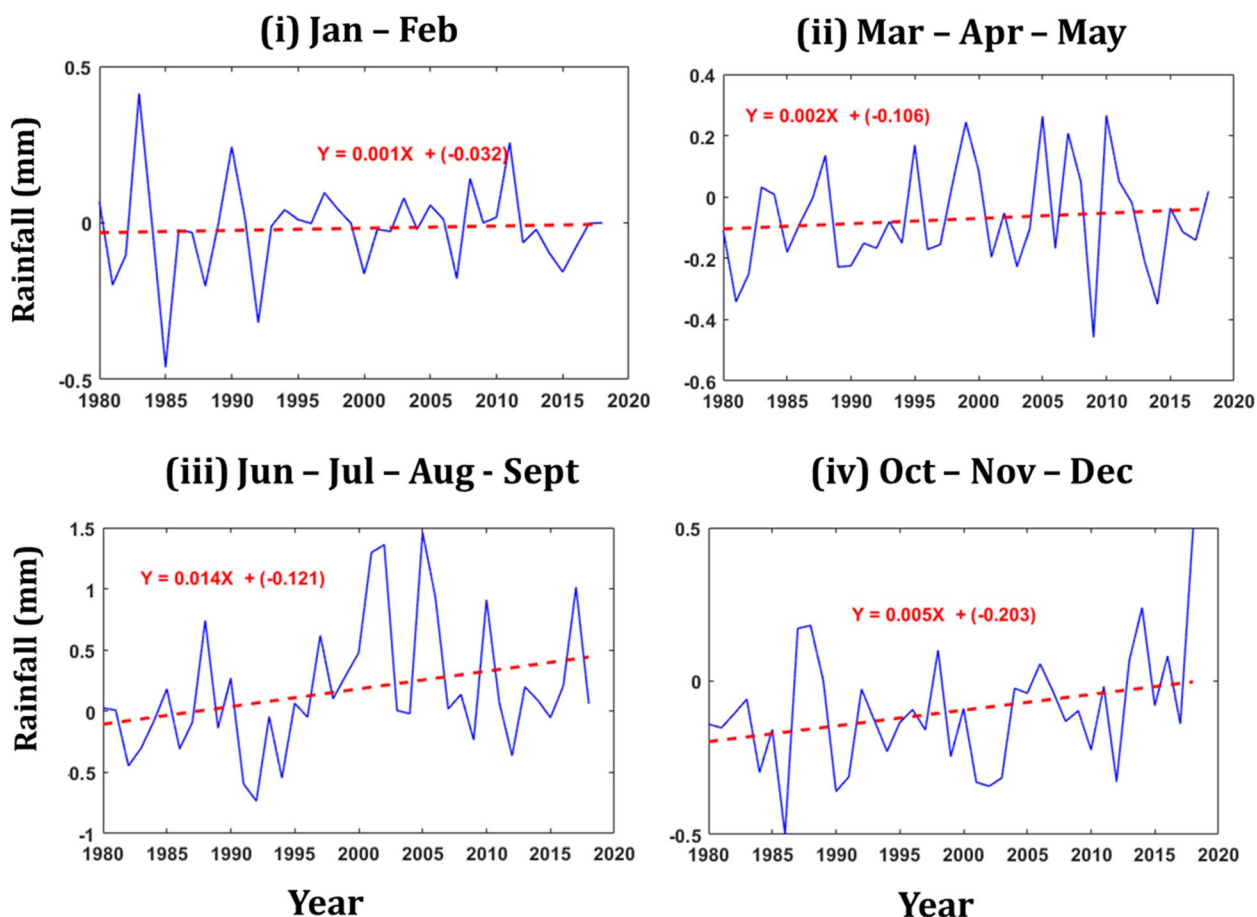 (i) Jan – Feb
Rainfall (mm)
0.5
0
-0.5
Y = 0.001X + (-0.032)
1980 1985 1990 1995 2000 2005 2010 2015 2020
(ii) Mar – Apr – May
0.4
0.2
0
-0.2
-0.4
-0.6
Y = 0.002X + (-0.106)
1980 1985 1990 1995 2000 2005 2010 2015 2020
(iii) Jun – Jul – Aug - Sept
Rainfall (mm)
1.5
1
0.5
0
-0.5
-1
Y = 0.014X + (-0.121)
1980 1985 1990 1995 2000 2005 2010 2015 2020
Year
(iv) Oct – Nov – Dec
0.5
0
-0.5
Y = 0.005X + (-0.203)
1980 1985 1990 1995 2000 2005 2010 2015 2020
Year